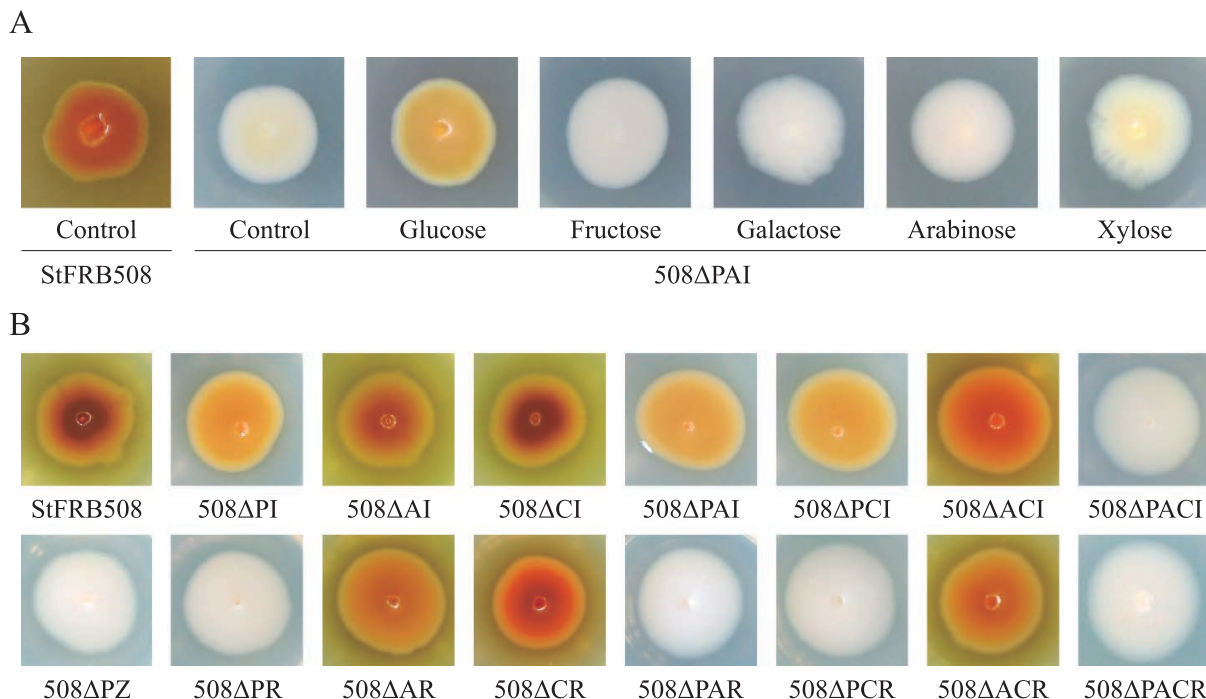 A
Control Control Glucose Fructose Galactose Arabinose Xylose
StFRB508 508ΔPAI
B
StFRB508 508ΔPI 508ΔAI 508ΔCI 508ΔPAI 508ΔPCI 508ΔACI 508ΔPACI
508ΔPZ 508ΔPR 508ΔAR 508ΔCR 508ΔPAR 508ΔPCR 508ΔACR 508ΔPACR